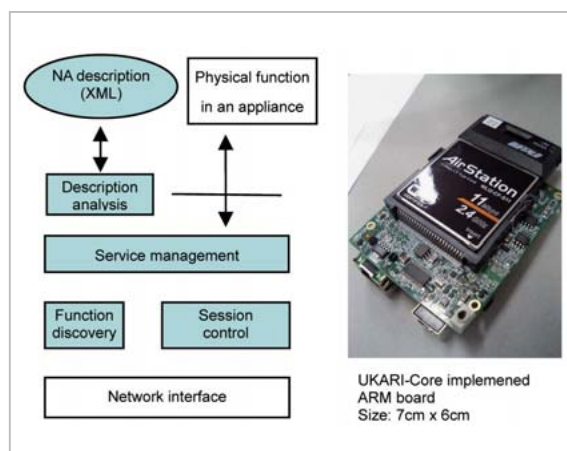 NA description
(XML)
Physical function
in an appliance
Description
analysis
Service management
Function
discovery
Session
control
Network interface
AirStation
11
2.4
UKARI-Core implemened
ARM board
Size: 7cm x 6cm